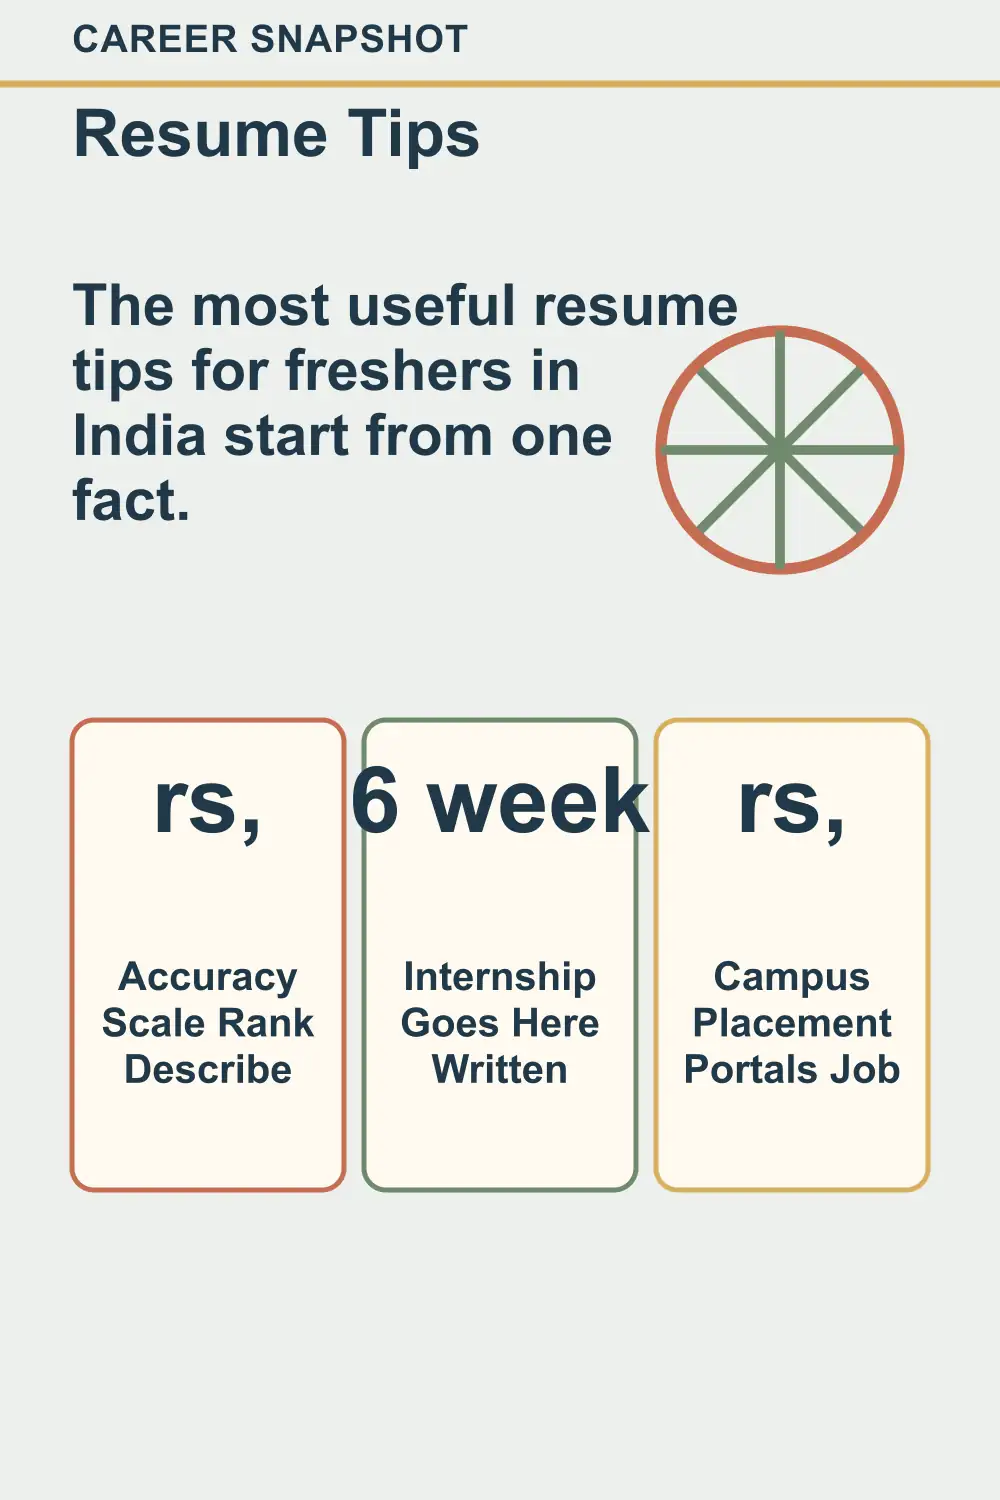 CAREER SNAPSHOT
Resume Tips
The most useful resume
tips for freshers in
India start from one
fact.
rs,
Accuracy
Scale Rank
Describe
6 week
Internship
Goes Here
Written
rs,
Campus
Placement
Portals Job